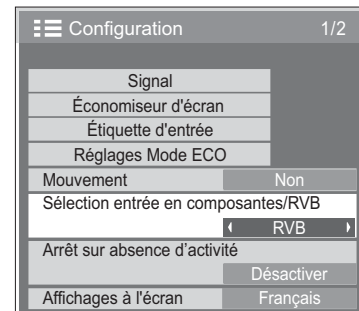 Configuration 1/2
Signal
Économiseur d'écran
Étiquette d'entrée
Réglages Mode ECO
Mouvement Non
Sélection entrée en composantes/RVB
RVB
Arrêt sur absence d'activité
Désactiver
Affichages à l'écran Français